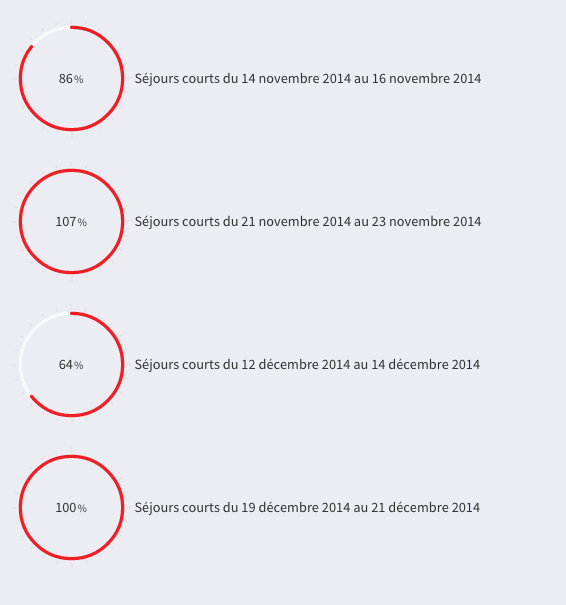 86% Séjours courts du 14 novembre 2014 au 16 novembre 2014
107% Séjours courts du 21 novembre 2014 au 23 novembre 2014
64% Séjours courts du 12 décembre 2014 au 14 décembre 2014
100% Séjours courts du 19 décembre 2014 au 21 décembre 2014